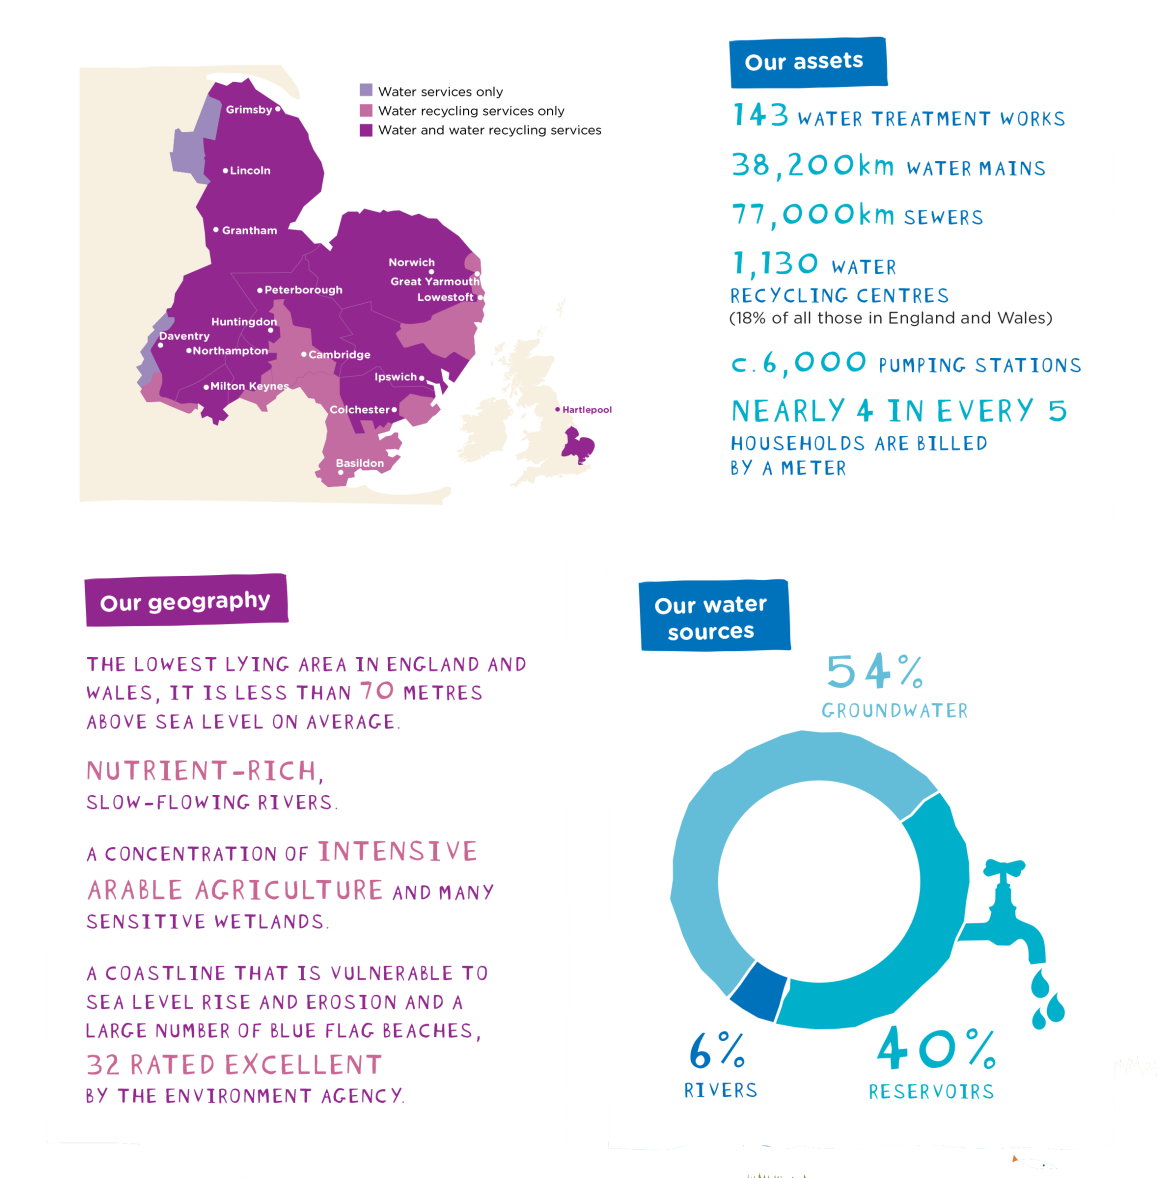 Water services only
Water recycling services only
Water and water recycling services
Grimsby
Lincoln
Grantham
Norwich
Great Yarmouth
Lowestoft
Peterborough
Huntingdon
Daventry
Northampton
Cambridge
Ipswich
Milton Keynes
Colchester
Basildon
Hartlepool
Our assets
143 WATER TREATMENT WORKS
38,200km WATER MAINS
77,000km SEWERS
1,130 WATER
RECYCLING CENTRES
(18% of all those in England and Wales)
c.6,000 PUMPING STATIONS
NEARLY 4 IN EVERY 5
HOUSEHOLDS ARE BILLED
BY A METER
Our geography
THE LOWEST LYING AREA IN ENGLAND AND
WALES, IT IS LESS THAN 70 METRES
ABOVE SEA LEVEL ON AVERAGE.
NUTRIENT-RICH,
SLOW-FLOWING RIVERS.
A CONCENTRATION OF INTENSIVE
ARABLE AGRICULTURE AND MANY
SENSITIVE WETLANDS.
A COASTLINE THAT IS VULNERABLE TO
SEA LEVEL RISE AND EROSION AND A
LARGE NUMBER OF BLUE FLAG BEACHES,
32 RATED EXCELLENT
BY THE ENVIRONMENT AGENCY.
Our water
sources
54%
GROUNDWATER
6%
RIVERS
40%
RESERVOIRS